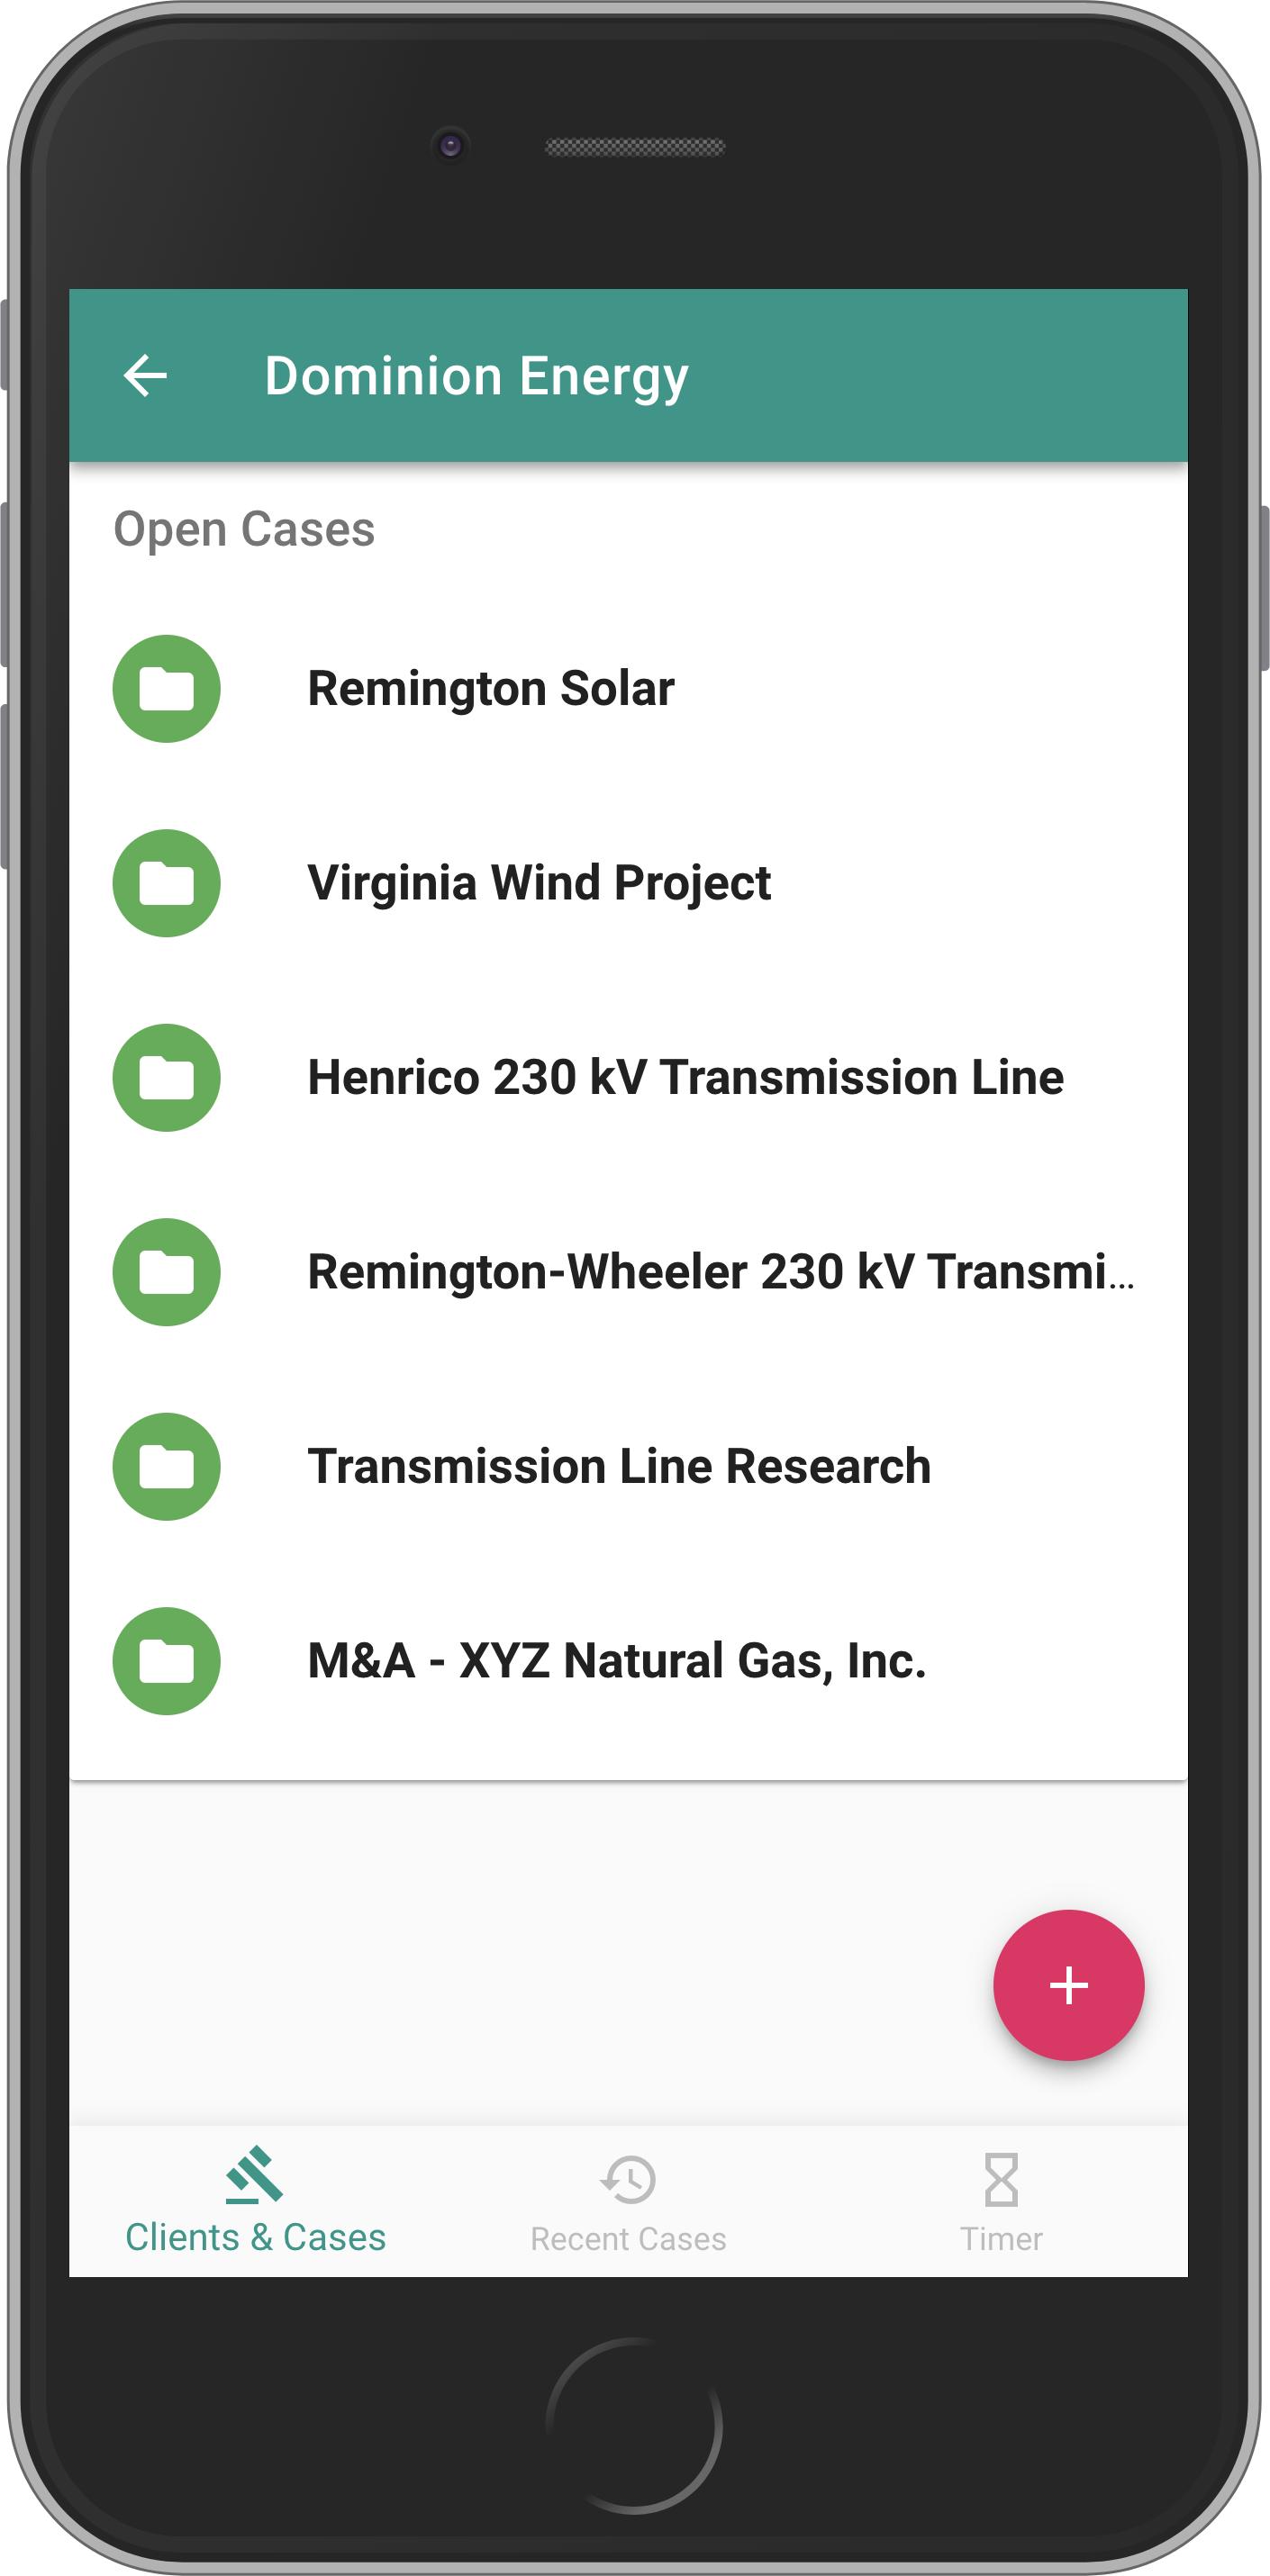 Dominion Energy
Open Cases
Remington Solar
Virginia Wind Project
Henrico 230 kV Transmission Line
Remington-Wheeler 230 kV Transmi...
Transmission Line Research
M&A - XYZ Natural Gas, Inc.
Clients & Cases
Recent Cases
Timer